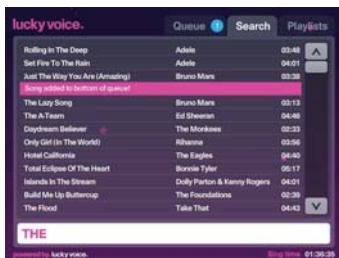 lucky voice. Queue 1 Search Playlists
Rolling In The Deep Adele 03:48
Set Fire To The Rain Adele 04:01
Just The Way You Are (Amazing) Bruno Mars 03:38
Song added to bottom of queue!
The Lazy Song Bruno Mars 03:13
The A-Team Ed Sheeran 04:46
Daydream Believer The Monkees 02:33
Only Girl (In The World) Rihanna 03:56
Hotel California The Eagles 04:40
Total Eclipse Of The Heart Bonnie Tyler 05:17
Islands In The Stream Dolly Parton & Kenny Rogers 04:01
Build Me Up Buttercup The Foundations 02:39
The Flood Take That 04:43
THE
powered by lucky voice. Sing time 01:36:35